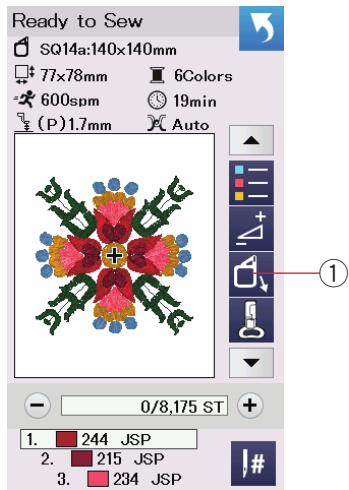 Ready to Sew
SQ14a:140×140mm
77×78mm 6Colors
600spm 19min
(P)1.7mm Auto
①
0/8,175 ST
1. 244 JSP
2. 215 JSP
3. 234 JSP
#